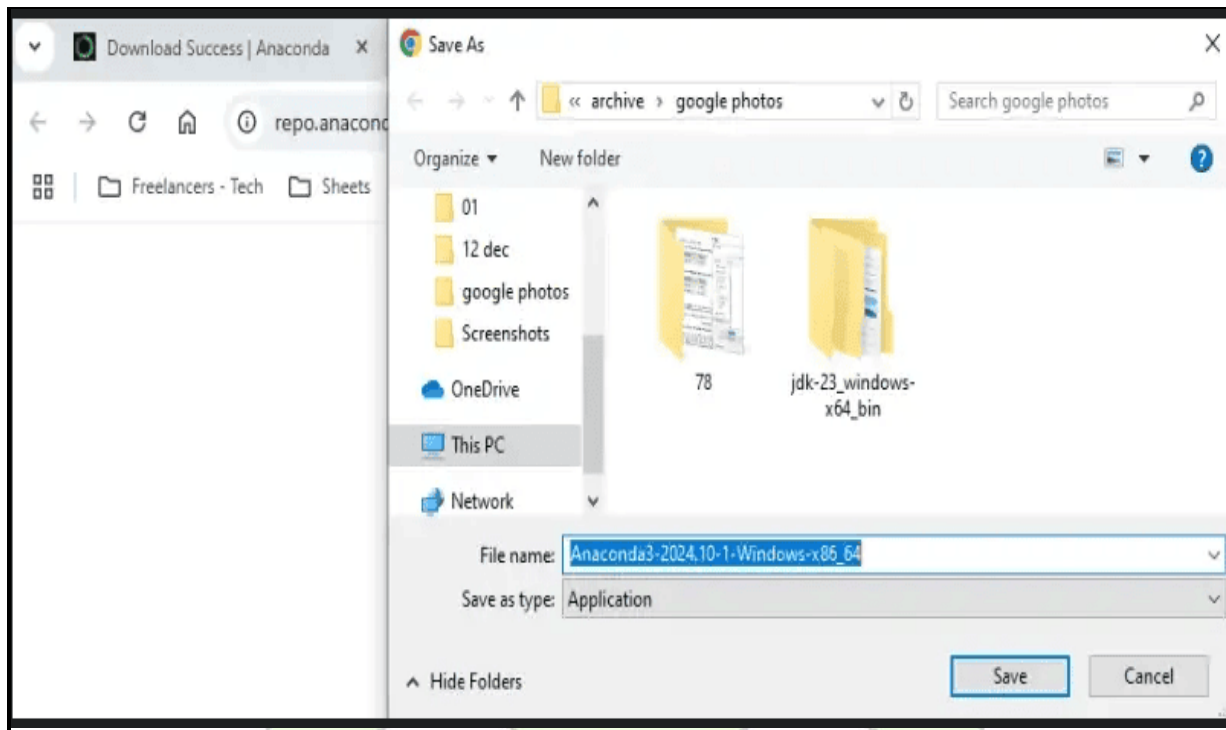 Download Success | Anaconda
Save As
« archive › google photos
Search google photos
repo.anacond
Organize
New folder
Freelancers - Tech
Sheets
01
12 dec
google photos
Screenshots
OneDrive
This PC
Network
78
jdk-23_windows-
x64_bin
File name: Anaconda3-2024.10-1-Windows-x86_64
Save as type: Application
Hide Folders
Save
Cancel